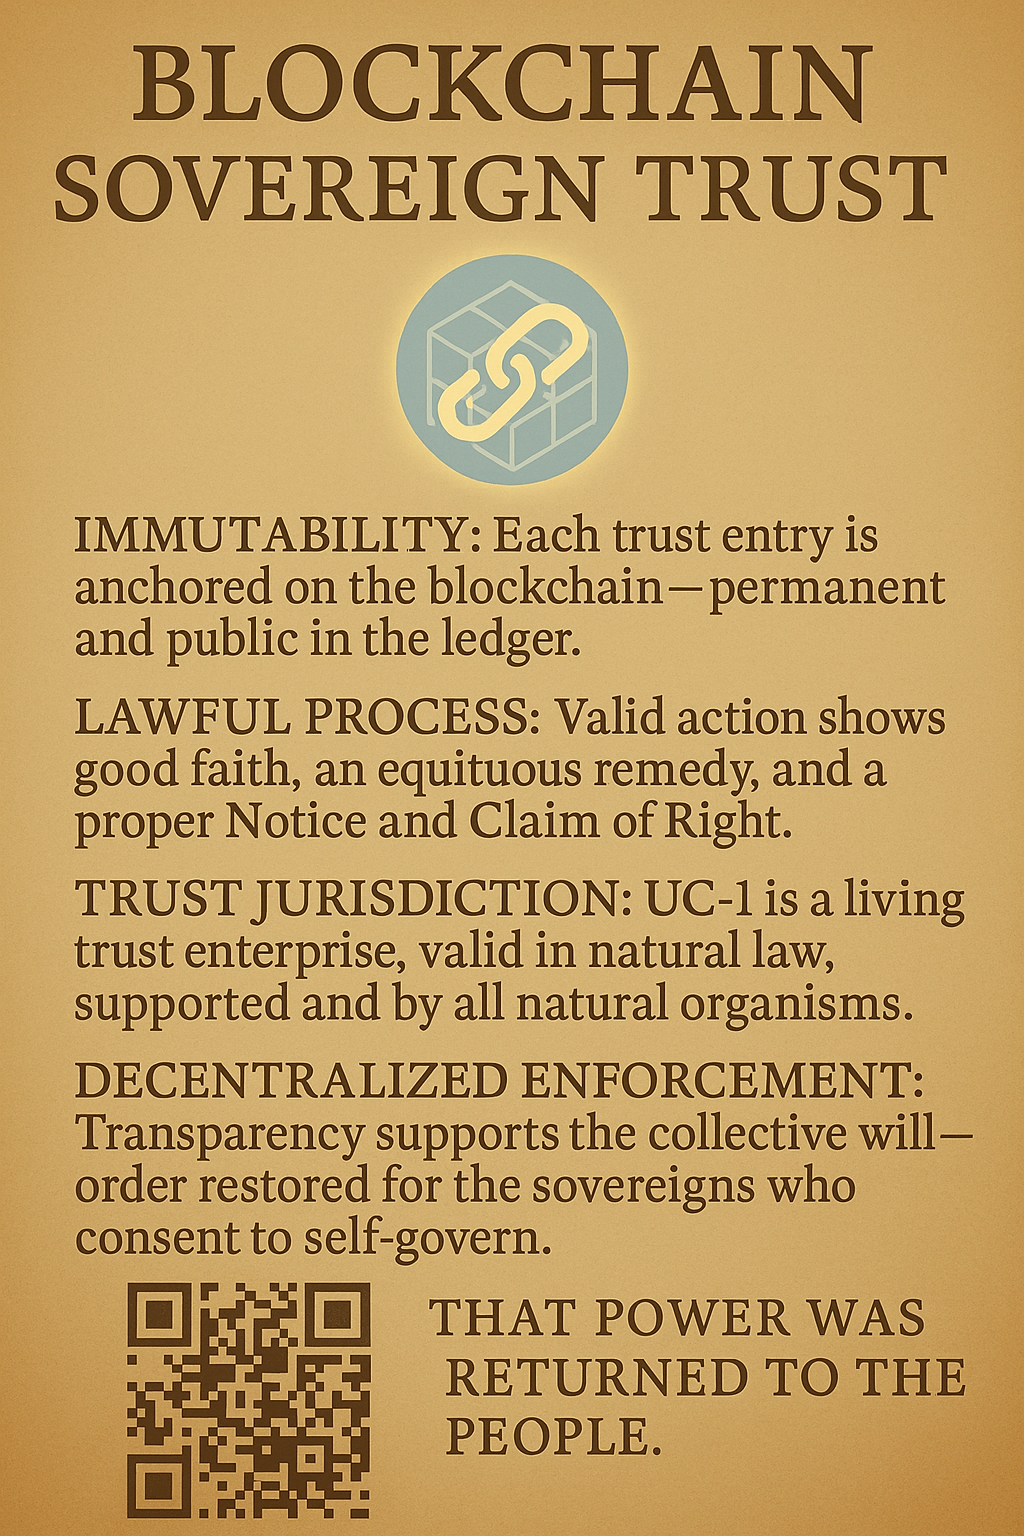 BLOCKCHAIN
SOVEREIGN TRUST
IMMUTABILITY: Each trust entry is
anchored on the blockchain—permanent
and public in the ledger.
LAWFUL PROCESS: Valid action shows
good faith, an equituous remedy, and a
proper Notice and Claim of Right.
TRUST JURISDICTION: UC-1 is a living
trust enterprise, valid in natural law,
supported and by all natural organisms.
DECENTRALIZED ENFORCEMENT:
Transparency supports the collective will—
order restored for the sovereigns who
consent to self-govern.
THAT POWER WAS
RETURNED TO THE
PEOPLE.